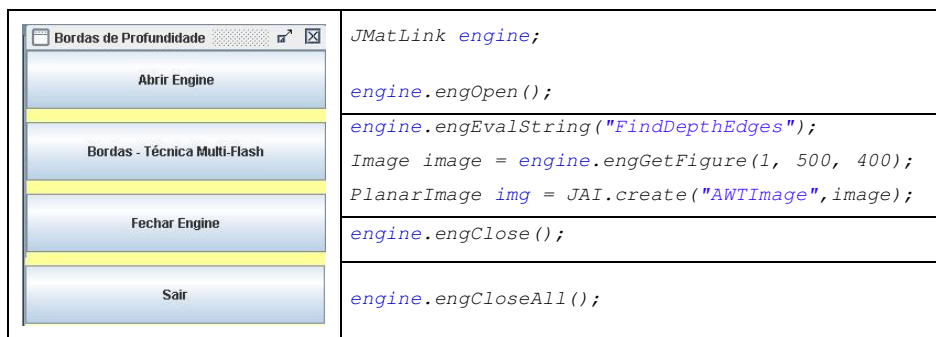 Bordas de Profundidade
Abrir Engine
Bordas - Técnica Multi-Flash
Fechar Engine
Sair
JMatLink engine;
engine.engOpen();
engine.engEvalString("FindDepthEdges");
Image image = engine.engGetFigure(1, 500, 400);
PlanarImage img = JAI.create("AWTImage",image);
engine.engClose();
engine.engCloseAll();